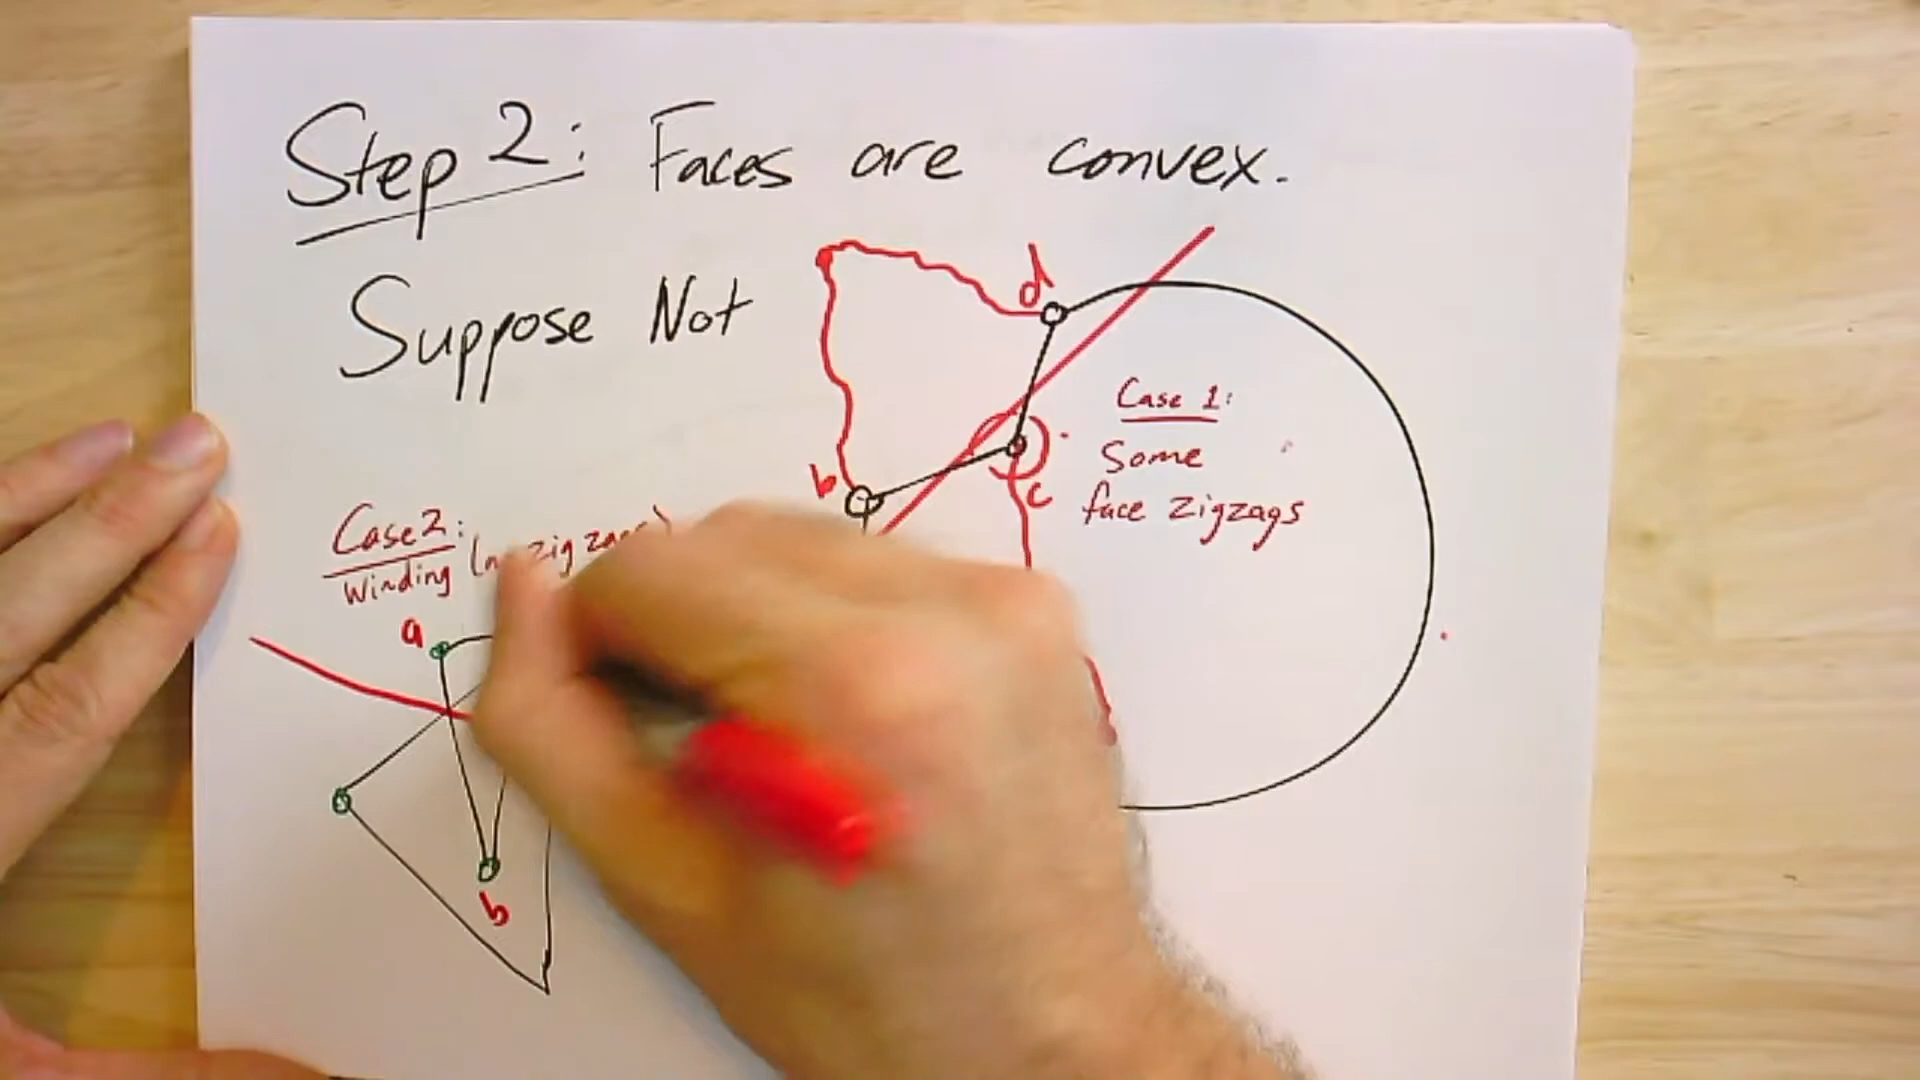 Step 2: Faces are convex.
Suppose Not
d
Case 1:
Some
face zigzags
b
c
Case 2:
Winding
a
b